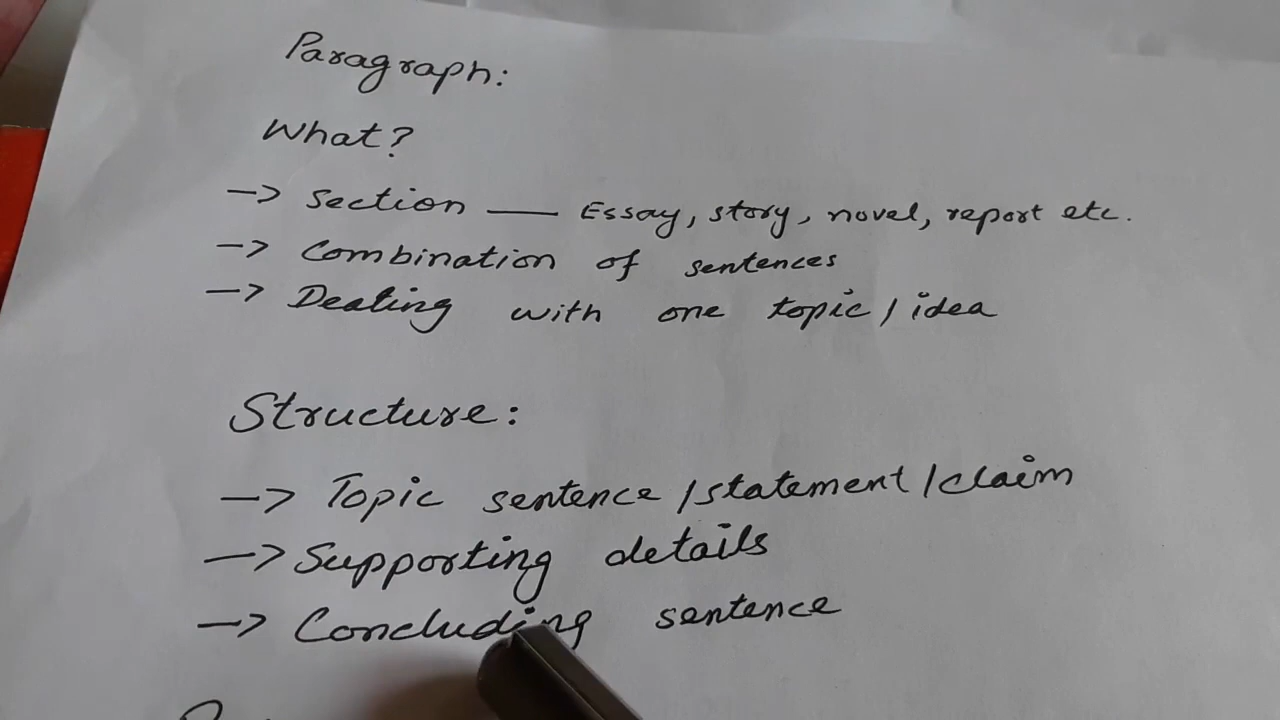 Paragraph:
What?
-> Section — Essay, story, novel, report etc.
-> Combination of sentences
-> Dealing with one topic / idea
Structure:
-> Topic sentence / statement / claim
-> Supporting details
-> Concluding sentence